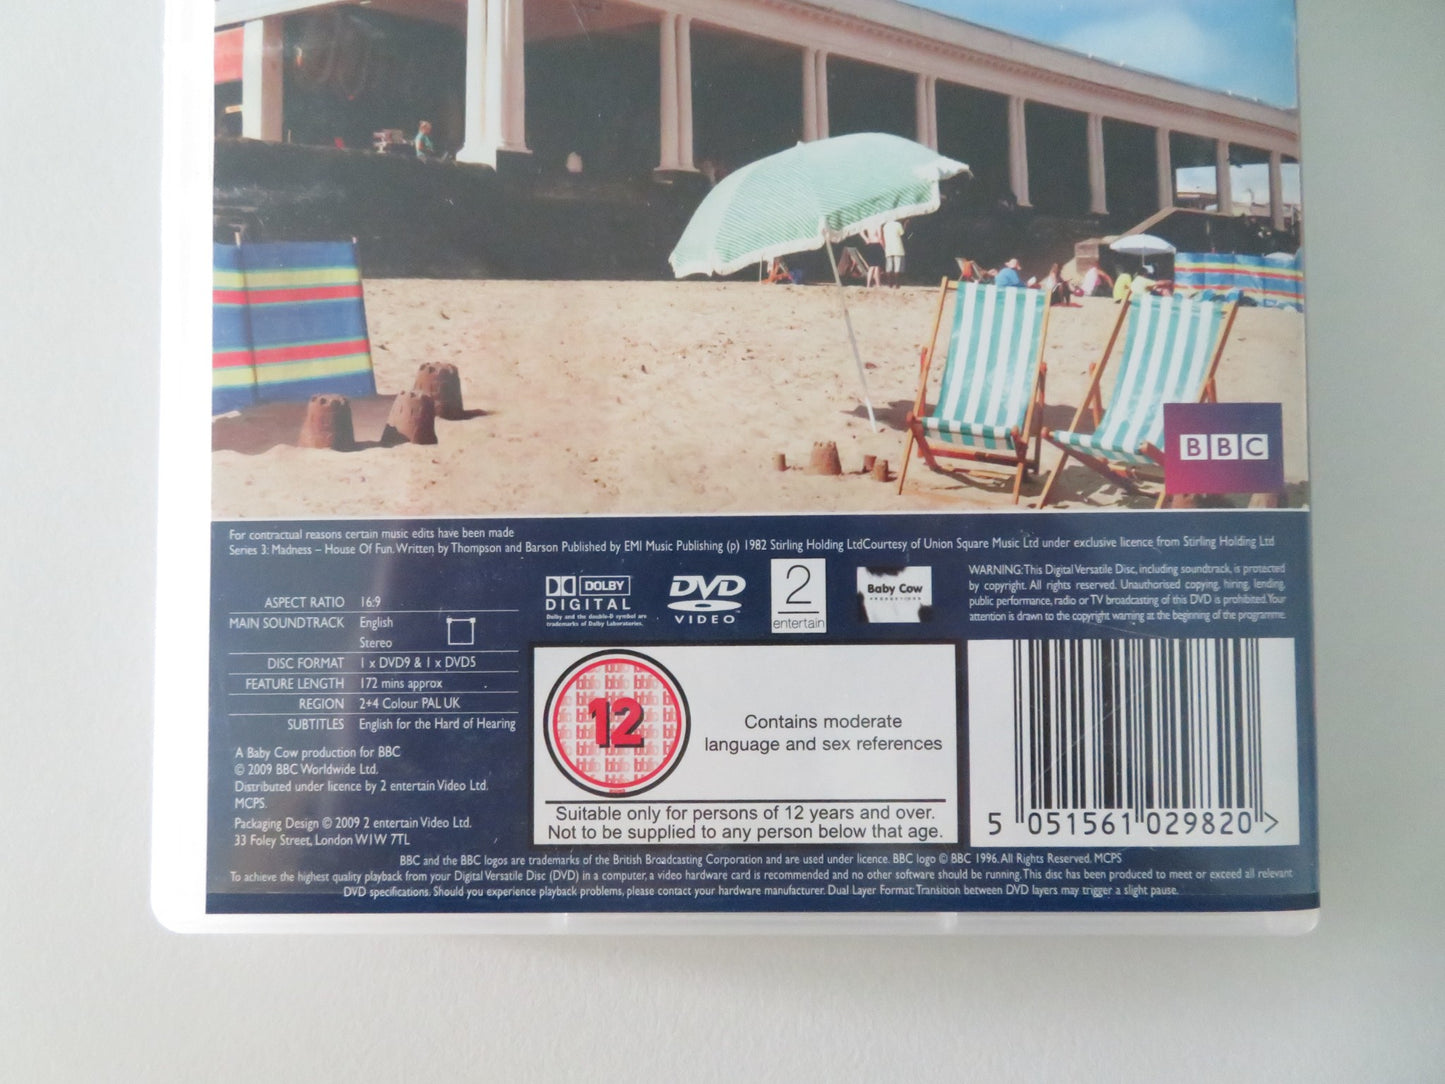 BBC
For contractual reasons certain music edits have been made
Series 3: Madness – House Of Fun. Written by Thompson and Barson Published by EMI Music Publishing (p) 1982 Stirling Holding LtdCourtesy of Union Square Music Ltd under exclusive licence from Stirling Holding Ltd
ASPECT RATIO 16:9
MAIN SOUNDTRACK English
Stereo
DISC FORMAT 1 x DVD9 & 1 x DVD5
FEATURE LENGTH 172 mins approx
REGION 2+4 Colour PAL UK
SUBTITLES English for the Hard of Hearing
A Baby Cow production for BBC
© 2009 BBC Worldwide Ltd.
Distributed under licence by 2 entertain Video Ltd.
MCPS.
Packaging Design © 2009 2 entertain Video Ltd.
33 Foley Street, London W1W 7TL
DOLBY
DIGITAL
Dolby and the double-D symbol are
trademarks of Dolby Laboratories.
DVD
VIDEO™
2
entertain
Baby Cow
PRODUCTIONS
WARNING: This Digital Versatile Disc, including soundtrack, is protected
by copyright. All rights reserved. Unauthorised copying, hiring, lending,
public performance, radio or TV broadcasting of this DVD is prohibited. Your
attention is drawn to the copyright warning at the beginning of the programme.
12
Contains moderate
language and sex references
Suitable only for persons of 12 years and over.
Not to be supplied to any person below that age.
5 051561 029820 >
BBC and the BBC logos are trademarks of the British Broadcasting Corporation and are used under licence. BBC logo © BBC 1996. All Rights Reserved. MCPS
To achieve the highest quality playback from your Digital Versatile Disc (DVD) in a computer, a video hardware card is recommended and no other software should be running. This disc has been produced to meet or exceed all relevant
DVD specifications. Should you experience playback problems, please contact your hardware manufacturer. Dual Layer Format: Transition between DVD layers may trigger a slight pause.